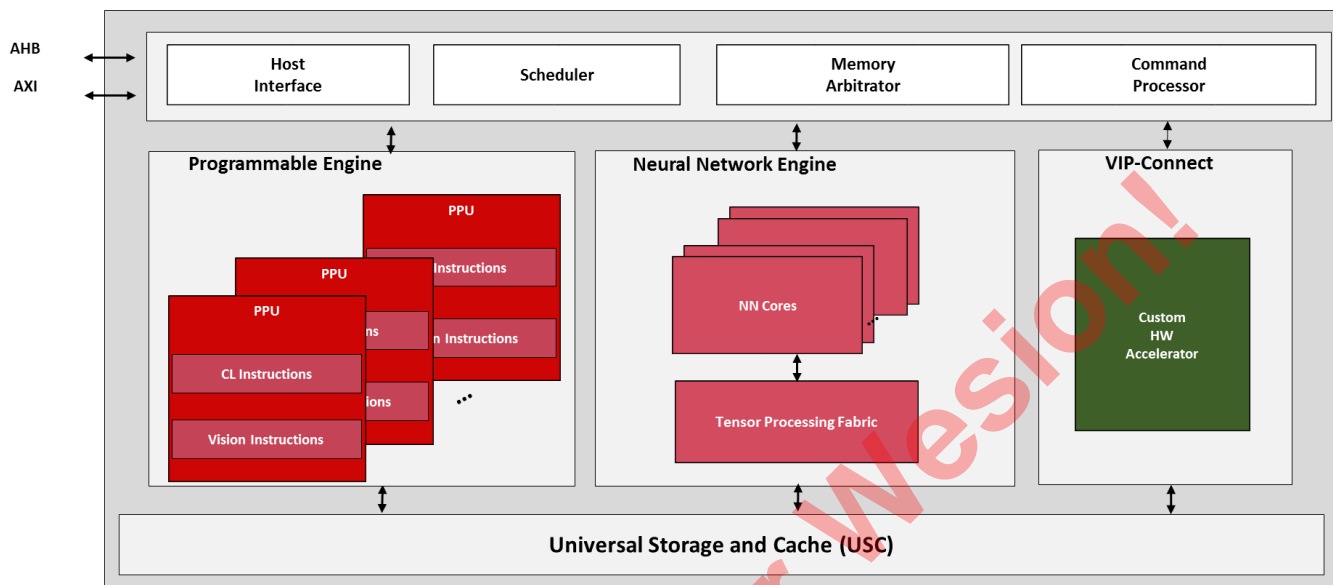 AHB
AXI
Host
Interface
Scheduler
Memory
Arbitrator
Command
Processor
Programmable Engine
Neural Network Engine
VIP-Connect
PPU
Instructions
Instructions
PPU
PPU
CL Instructions
Vision Instructions
NN Cores
Tensor Processing Fabric
Custom
HW
Accelerator
Universal Storage and Cache (USC)
Wesion!